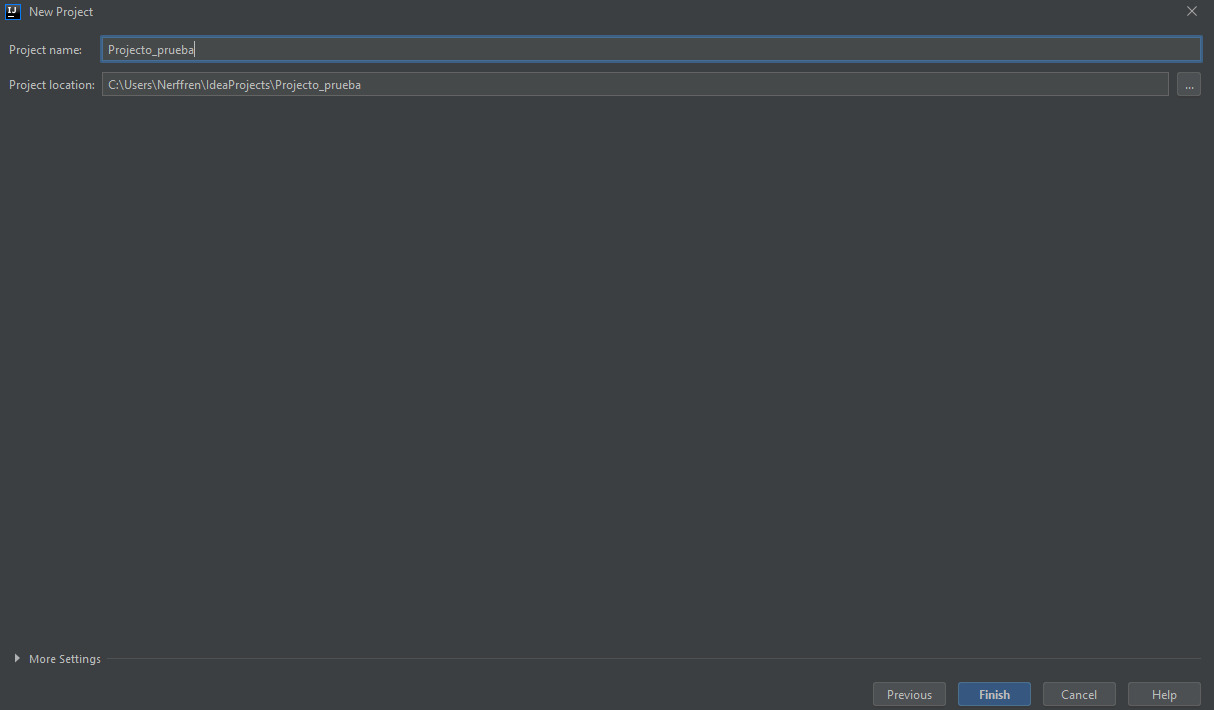 IJ
New Project
Project name: Projecto_prueba
Project location: C:\Users\Nerffren\IdeaProjects\Projecto_prueba ...
More Settings
Previous Finish Cancel Help